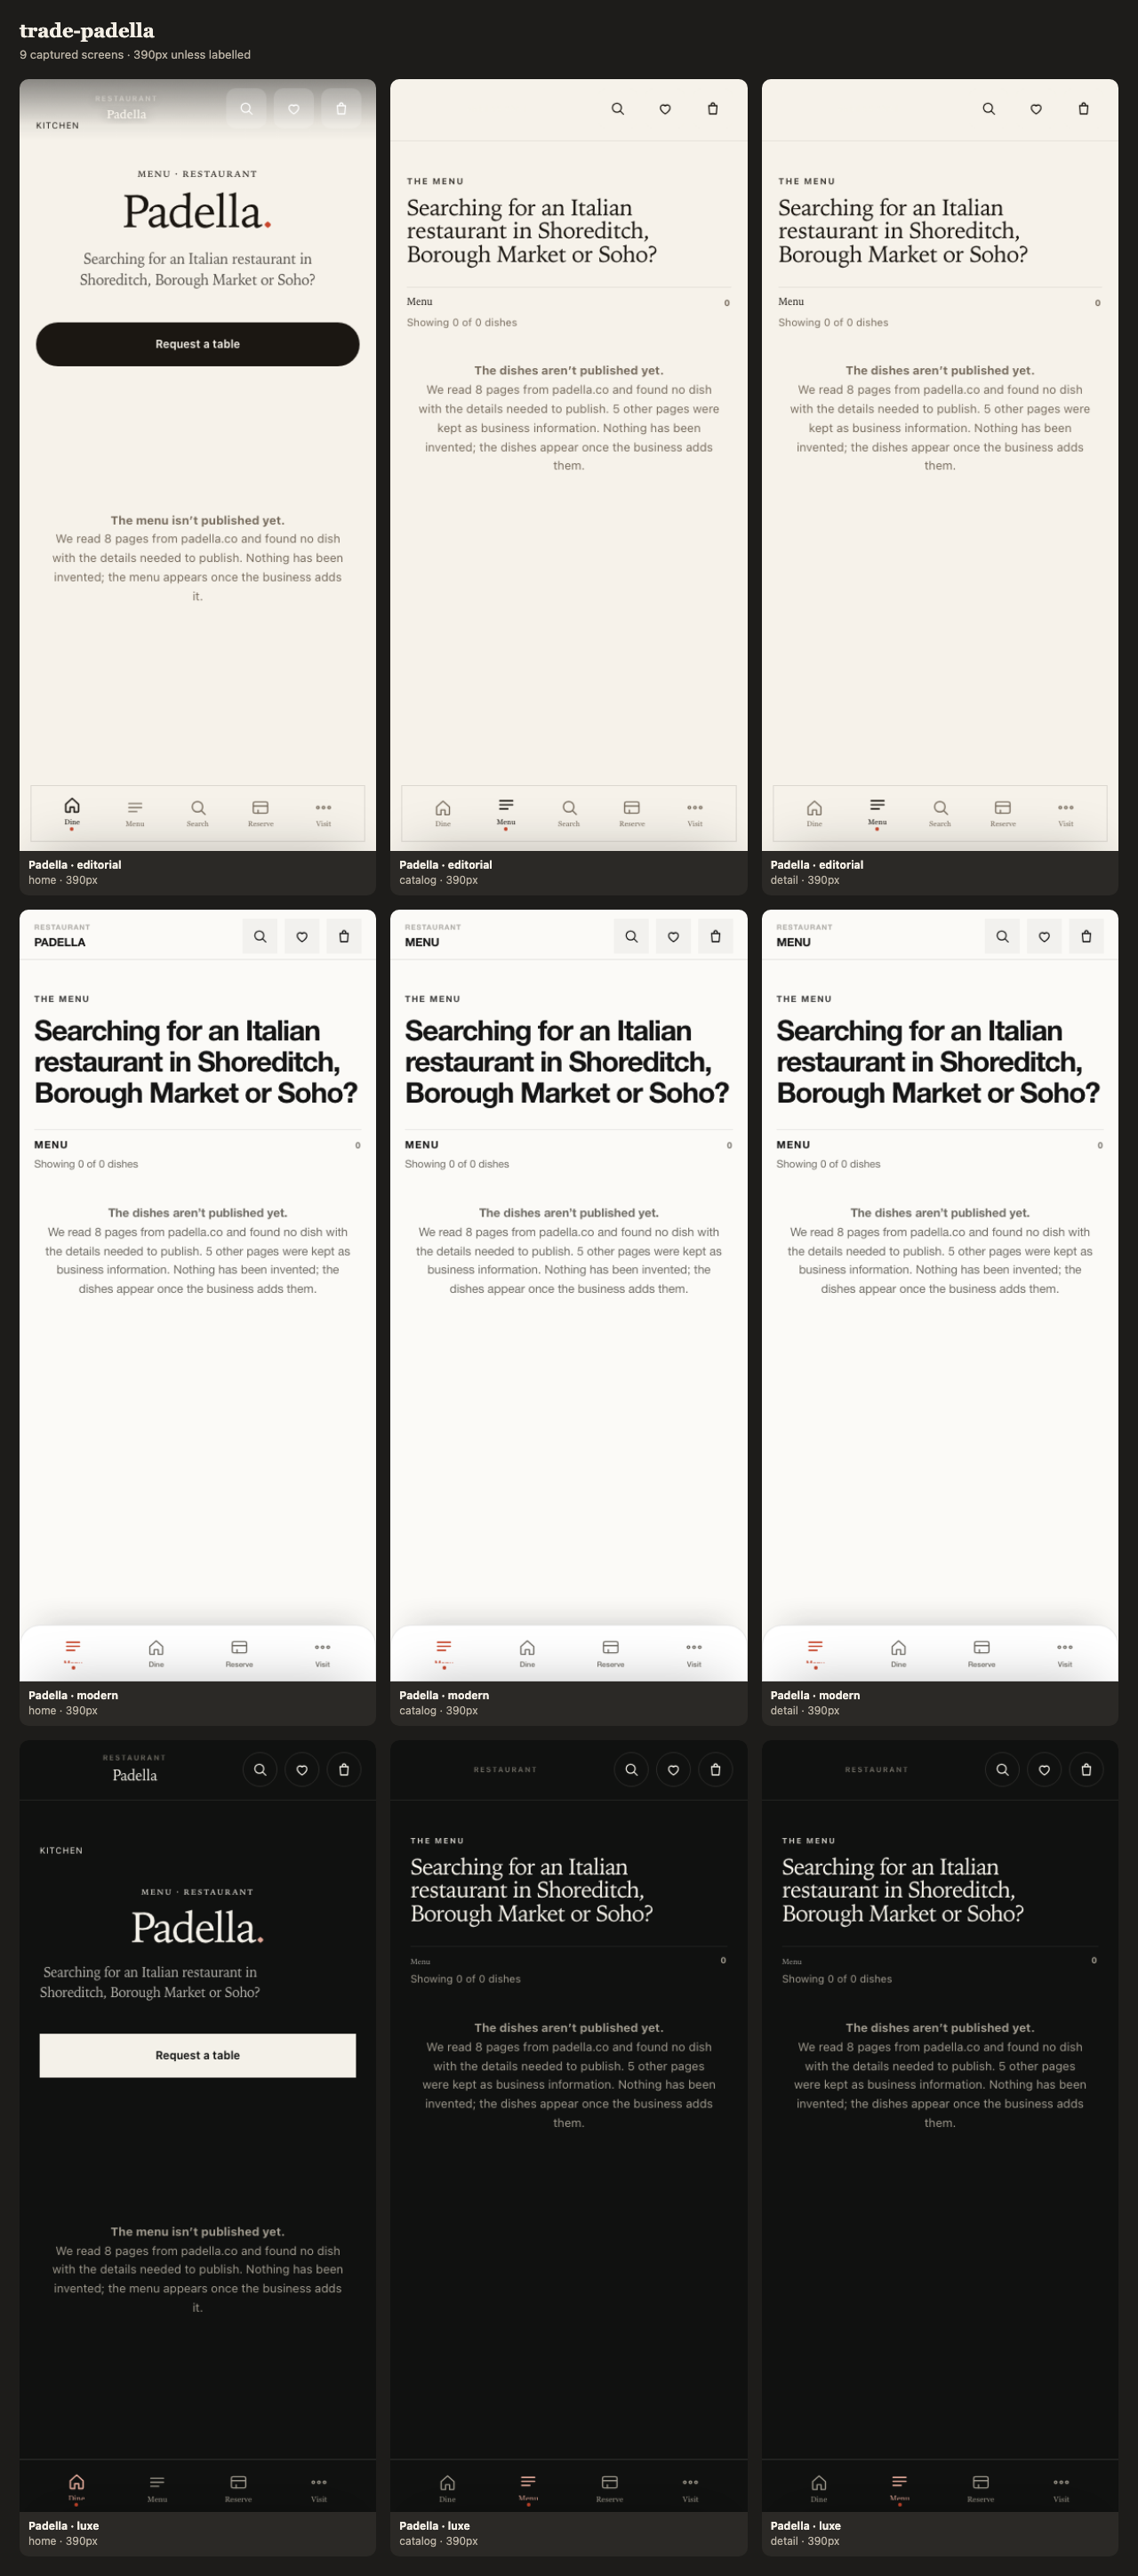 trade-padella
9 captured screens · 390px unless labelled
RESTAURANT
Padella
KITCHEN
MENU · RESTAURANT
Padella.
Searching for an Italian restaurant in
Shoreditch, Borough Market or Soho?
Request a table
The menu isn’t published yet.
We read 8 pages from padella.co and found no dish
with the details needed to publish. Nothing has been
invented; the menu appears once the business adds
it.
Dine
Menu
Search
Reserve
Visit
Padella · editorial
home · 390px
THE MENU
Searching for an Italian
restaurant in Shoreditch,
Borough Market or Soho?
Menu 0
Showing 0 of 0 dishes
The dishes aren’t published yet.
We read 8 pages from padella.co and found no dish
with the details needed to publish. 5 other pages were
kept as business information. Nothing has been
invented; the dishes appear once the business adds
them.
Dine
Menu
Search
Reserve
Visit
Padella · editorial
catalog · 390px
THE MENU
Searching for an Italian
restaurant in Shoreditch,
Borough Market or Soho?
Menu 0
Showing 0 of 0 dishes
The dishes aren’t published yet.
We read 8 pages from padella.co and found no dish
with the details needed to publish. 5 other pages were
kept as business information. Nothing has been
invented; the dishes appear once the business adds
them.
Dine
Menu
Search
Reserve
Visit
Padella · editorial
detail · 390px
RESTAURANT
PADELLA
THE MENU
Searching for an Italian
restaurant in Shoreditch,
Borough Market or Soho?
MENU 0
Showing 0 of 0 dishes
The dishes aren’t published yet.
We read 8 pages from padella.co and found no dish with
the details needed to publish. 5 other pages were kept as
business information. Nothing has been invented; the
dishes appear once the business adds them.
Dine
Reserve
Visit
Padella · modern
home · 390px
RESTAURANT
MENU
THE MENU
Searching for an Italian
restaurant in Shoreditch,
Borough Market or Soho?
MENU 0
Showing 0 of 0 dishes
The dishes aren’t published yet.
We read 8 pages from padella.co and found no dish with
the details needed to publish. 5 other pages were kept as
business information. Nothing has been invented; the
dishes appear once the business adds them.
Dine
Reserve
Visit
Padella · modern
catalog · 390px
RESTAURANT
MENU
THE MENU
Searching for an Italian
restaurant in Shoreditch,
Borough Market or Soho?
MENU 0
Showing 0 of 0 dishes
The dishes aren’t published yet.
We read 8 pages from padella.co and found no dish with
the details needed to publish. 5 other pages were kept as
business information. Nothing has been invented; the
dishes appear once the business adds them.
Dine
Reserve
Visit
Padella · modern
detail · 390px
RESTAURANT
Padella
KITCHEN
MENU · RESTAURANT
Padella.
Searching for an Italian restaurant in
Shoreditch, Borough Market or Soho?
Request a table
The menu isn’t published yet.
We read 8 pages from padella.co and found no dish
with the details needed to publish. Nothing has been
invented; the menu appears once the business adds
it.
Dine
Menu
Reserve
Visit
Padella · luxe
home · 390px
RESTAURANT
THE MENU
Searching for an Italian
restaurant in Shoreditch,
Borough Market or Soho?
Menu 0
Showing 0 of 0 dishes
The dishes aren’t published yet.
We read 8 pages from padella.co and found no dish
with the details needed to publish. 5 other pages
were kept as business information. Nothing has been
invented; the dishes appear once the business adds
them.
Dine
Menu
Reserve
Visit
Padella · luxe
catalog · 390px
RESTAURANT
THE MENU
Searching for an Italian
restaurant in Shoreditch,
Borough Market or Soho?
Menu 0
Showing 0 of 0 dishes
The dishes aren’t published yet.
We read 8 pages from padella.co and found no dish
with the details needed to publish. 5 other pages
were kept as business information. Nothing has been
invented; the dishes appear once the business adds
them.
Dine
Menu
Reserve
Visit
Padella · luxe
detail · 390px